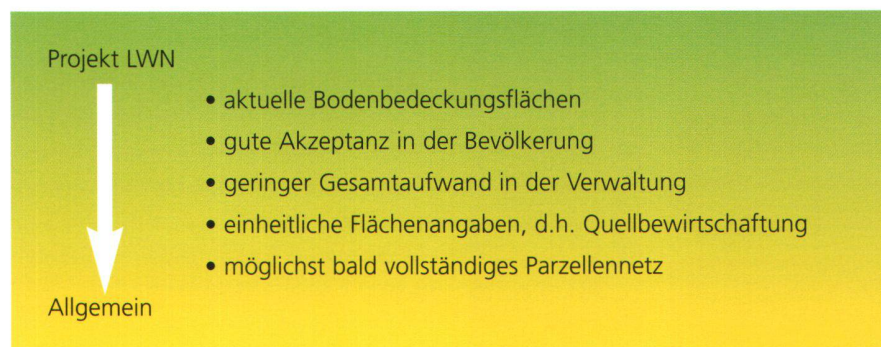 Projekt LWN
• aktuelle Bodenbedeckungsflächen
• gute Akzeptanz in der Bevölkerung
• geringer Gesamtaufwand in der Verwaltung
• einheitliche Flächenangaben, d.h. Quellbewirtschaftung
• möglichst bald vollständiges Parzellennetz
Allgemein